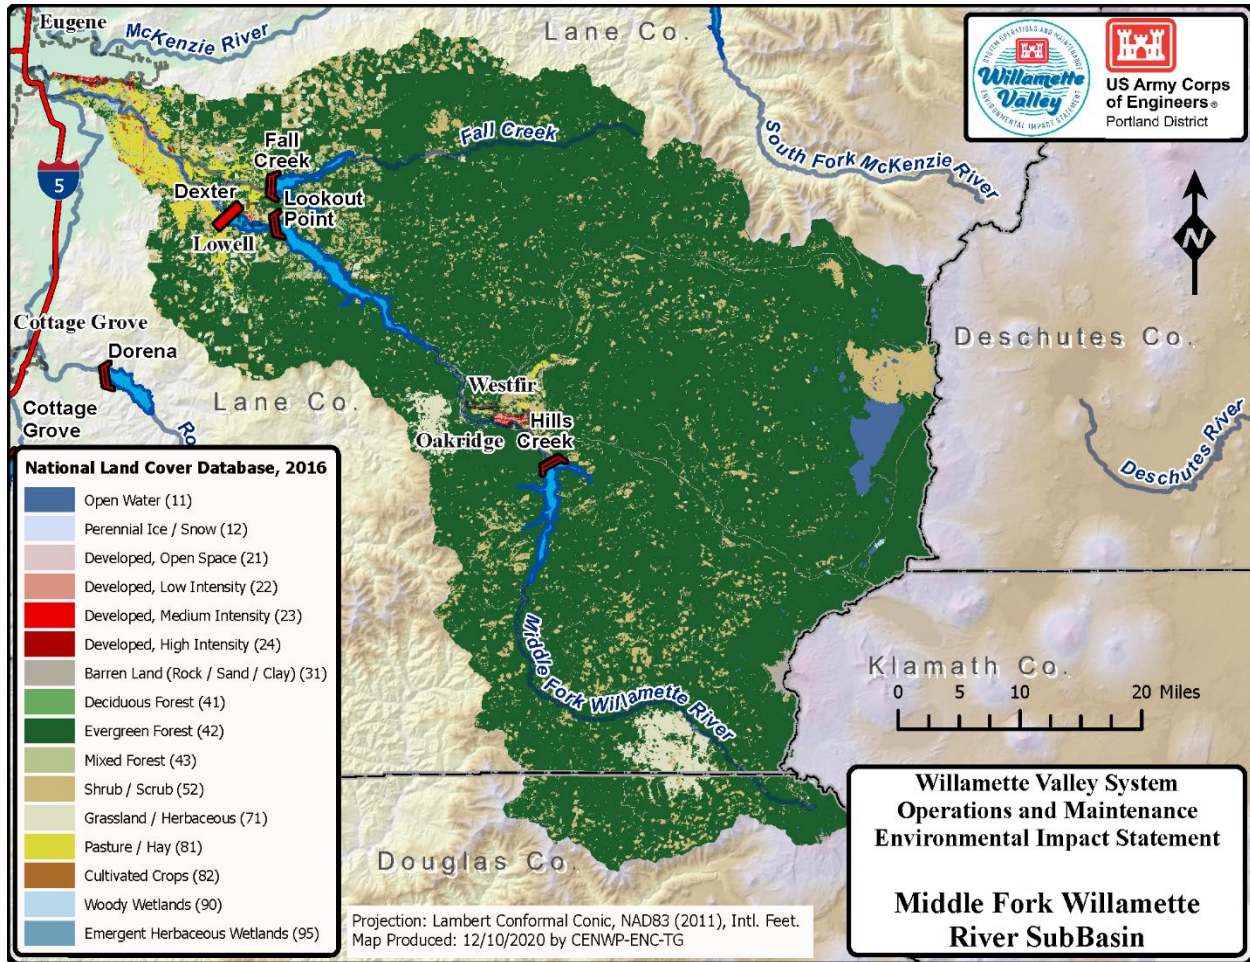 Eugene
McKenzie River
Lane Co.
SYSTEM OPERATIONS AND MAINTENANCE
Willamette
Valley
ENVIRONMENTAL IMPACT STATEMENT
US Army Corps
of Engineers®
Portland District
5
Fall
Creek
Fall Creek
South Fork McKenzie River
Dexter
Lookout
Point
Lowell
N
Cottage Grove
Dorena
Deschutes Co.
Lane Co.
Westfir
Cottage
Grove
Oakridge
Hills
Creek
Deschutes River
National Land Cover Database, 2016
Open Water (11)
Perennial Ice / Snow (12)
Developed, Open Space (21)
Developed, Low Intensity (22)
Developed, Medium Intensity (23)
Developed, High Intensity (24)
Barren Land (Rock / Sand / Clay) (31)
Deciduous Forest (41)
Evergreen Forest (42)
Mixed Forest (43)
Shrub / Scrub (52)
Grassland / Herbaceous (71)
Pasture / Hay (81)
Cultivated Crops (82)
Woody Wetlands (90)
Emergent Herbaceous Wetlands (95)
Middle Fork Willamette River
Klamath Co.
0 5 10 20 Miles
Douglas Co.
Willamette Valley System
Operations and Maintenance
Environmental Impact Statement
Middle Fork Willamette
River SubBasin
Projection: Lambert Conformal Conic, NAD83 (2011), Intl. Feet.
Map Produced: 12/10/2020 by CENWP-ENC-TG